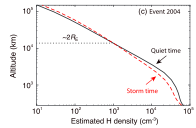 (c) Event 2004
~2Rₑ
Quiet time
Storm time
Altitude (km)
10⁵
10⁴
10³
10¹ 10² 10³ 10⁴ 10⁵
Estimated H density (cm⁻³)